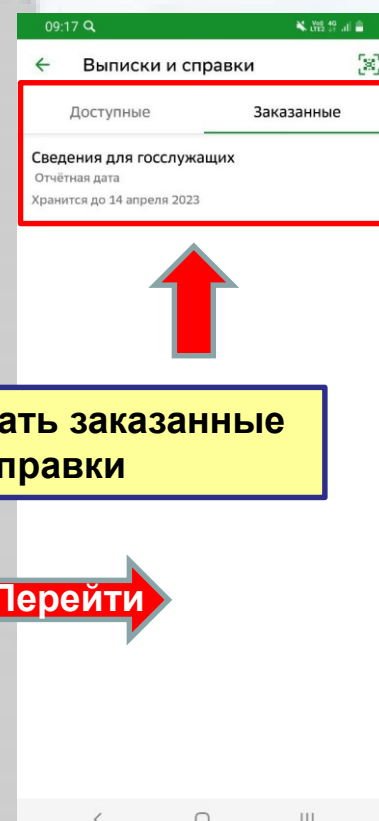 09:17
Выписки и справки
Доступные Заказанные
Сведения для госслужащих
Отчётная дата
Хранится до 14 апреля 2023
ать заказанные
правки
Перейти